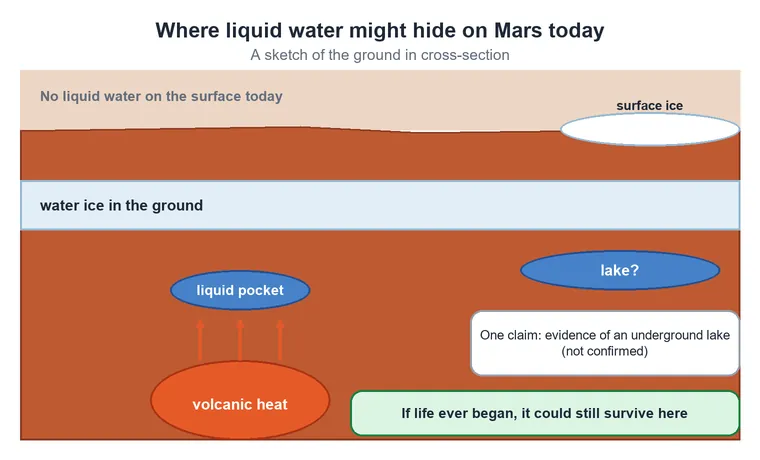 Where liquid water might hide on Mars today
A sketch of the ground in cross-section
No liquid water on the surface today
surface ice
water ice in the ground
lake?
liquid pocket
One claim: evidence of an underground lake
(not confirmed)
volcanic heat
If life ever began, it could still survive here